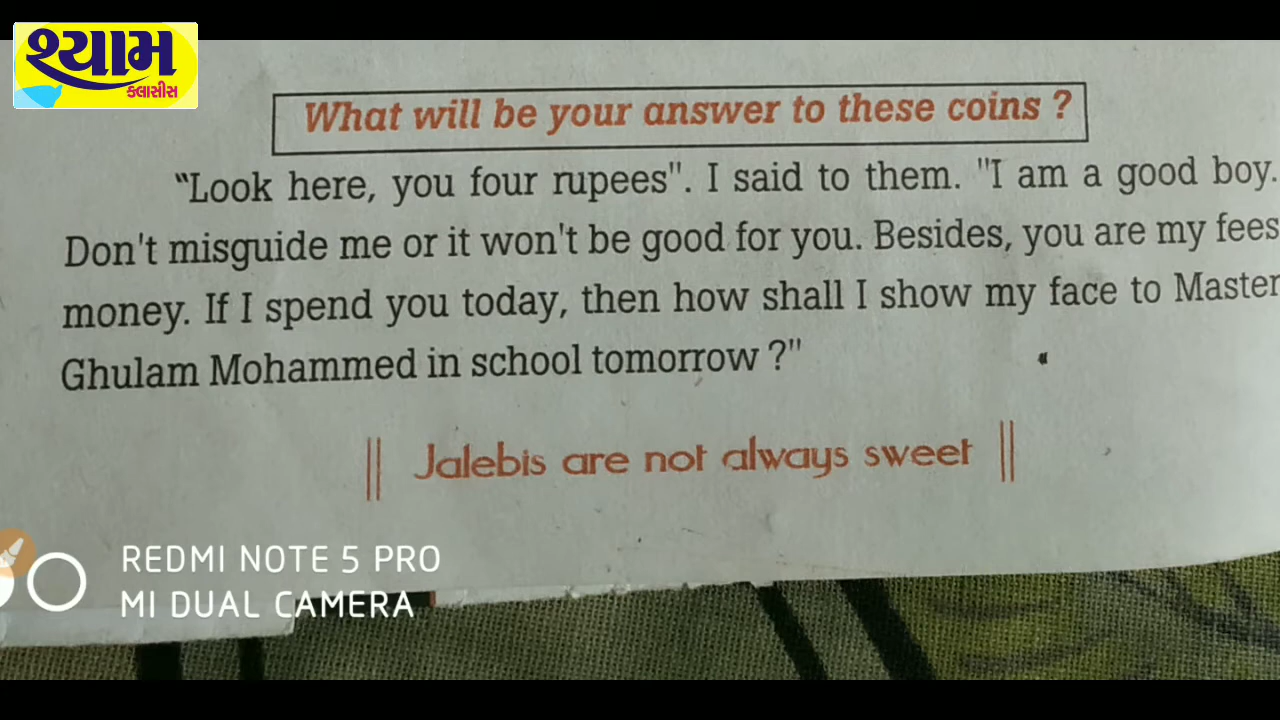 શ્યામ
ક્લાસીસ
What will be your answer to these coins ?
"Look here, you four rupees". I said to them. "I am a good boy.
Don't misguide me or it won't be good for you. Besides, you are my fees
money. If I spend you today, then how shall I show my face to Master
Ghulam Mohammed in school tomorrow ?"
Jalebis are not always sweet
REDMI NOTE 5 PRO
MI DUAL CAMERA